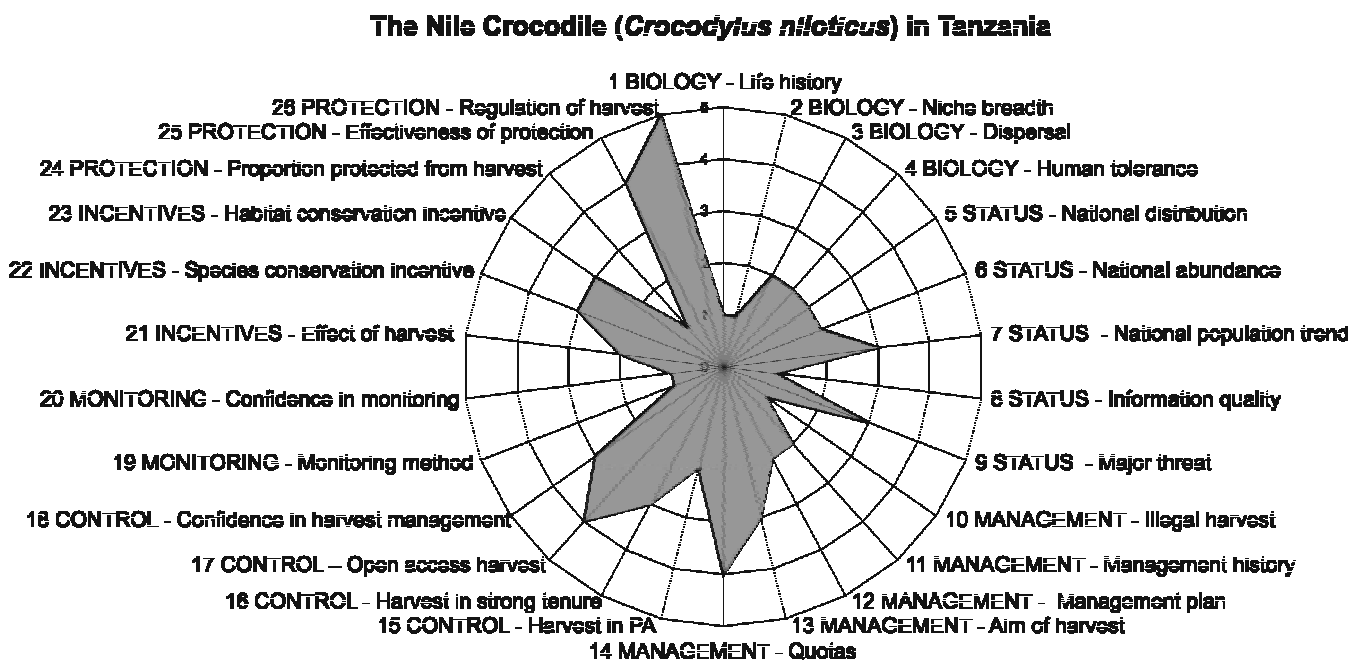 The Nile Crocodile (Crocodylus niloticus) in Tanzania
1 BIOLOGY - Life history
2 BIOLOGY - Niche breadth
3 BIOLOGY - Dispersal
4 BIOLOGY - Human tolerance
5 STATUS - National distribution
6 STATUS - National abundance
7 STATUS - National population trend
8 STATUS - Information quality
9 STATUS - Major threat
10 MANAGEMENT - Illegal harvest
11 MANAGEMENT - Management history
12 MANAGEMENT - Management plan
13 MANAGEMENT - Aim of harvest
14 MANAGEMENT - Quotas
15 CONTROL - Harvest in PA
16 CONTROL - Harvest in strong tenure
17 CONTROL – Open access harvest
18 CONTROL - Confidence in harvest management
19 MONITORING - Monitoring method
20 MONITORING - Confidence in monitoring
21 INCENTIVES - Effect of harvest
22 INCENTIVES - Species conservation incentive
23 INCENTIVES - Habitat conservation incentive
24 PROTECTION - Proportion protected from harvest
25 PROTECTION - Effectiveness of protection
26 PROTECTION - Regulation of harvest
5
4
3
0